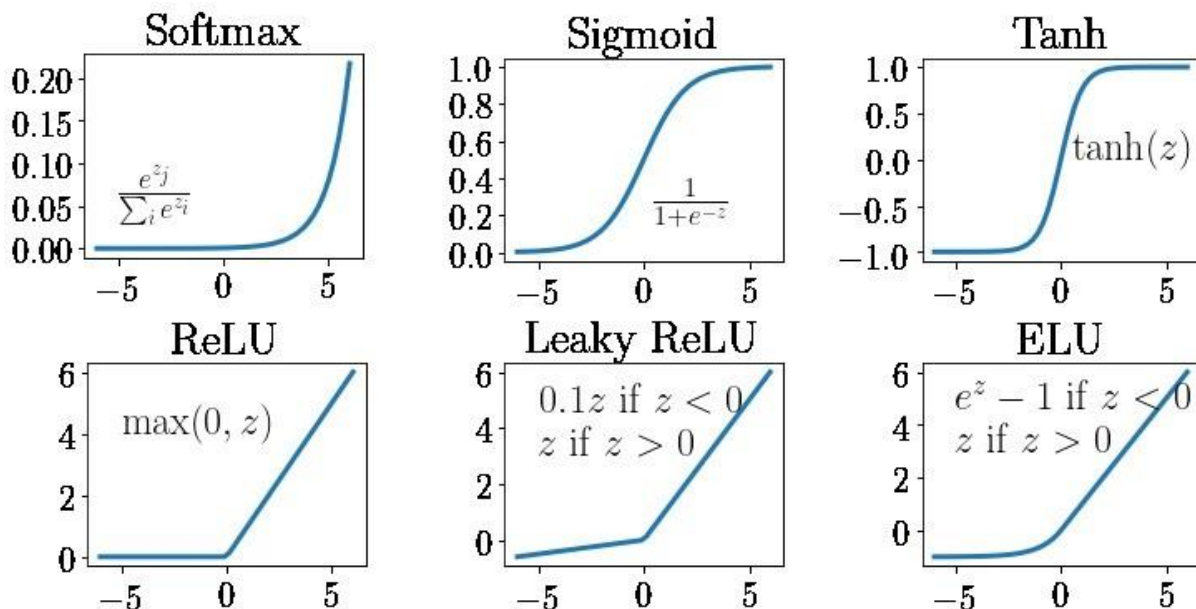 Softmax
0.20
0.15
0.10
0.05
0.00
$\frac{e^{z_j}}{\sum_i e^{z_i}}$
−5 0 5
Sigmoid
1.0
0.8
0.6
0.4
0.2
0.0
$\frac{1}{1+e^{-z}}$
−5 0 5
Tanh
1.0
0.5
0.0
−0.5
−1.0
tanh(z)
−5 0 5
ReLU
6
4
2
0
max(0, z)
−5 0 5
Leaky ReLU
6
4
2
0
0.1z if z < 0
z if z > 0
−5 0 5
ELU
6
4
2
0
$e^z$ − 1 if z < 0
z if z > 0
−5 0 5